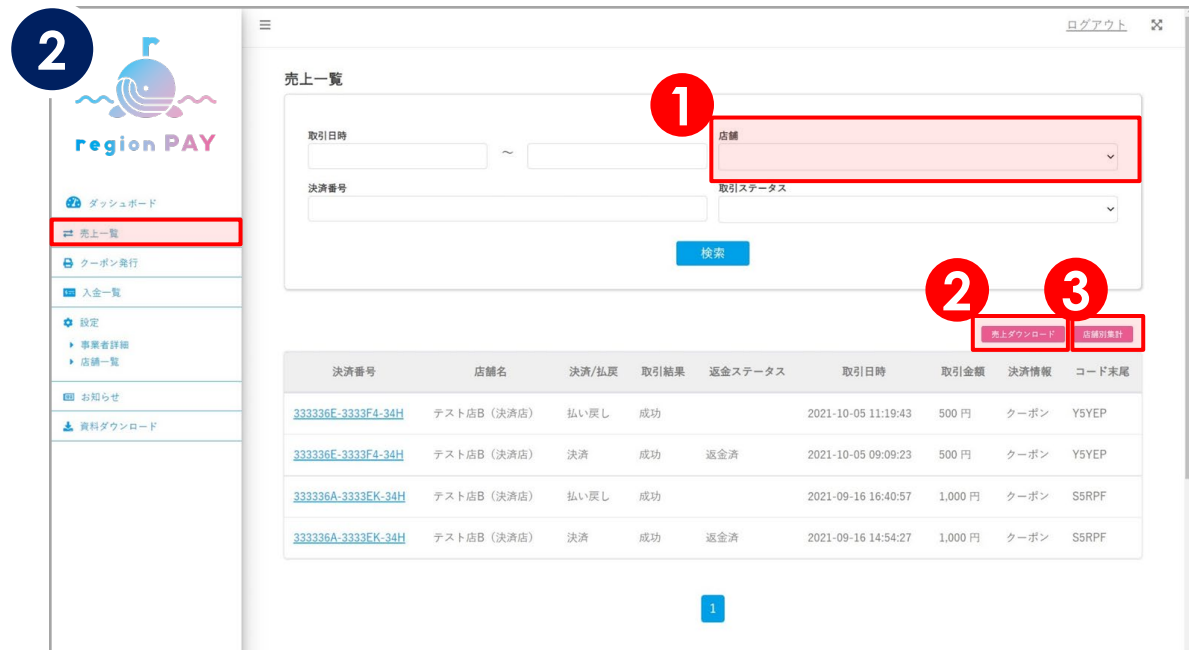 2
region PAY
ダッシュボード
売上一覧
クーポン発行
入金一覧
設定
事業者詳細
店舗一覧
お知らせ
資料ダウンロード
ログアウト
売上一覧
1
取引日時
～
店舗
決済番号
取引ステータス
検索
2
3
売上ダウンロード
店舗別集計
決済番号 店舗名 決済/払戻 取引結果 返金ステータス 取引日時 取引金額 決済情報 コード末尾
333336E-3333F4-34H テスト店B（決済店） 払い戻し 成功 2021-10-05 11:19:43 500 円 クーポン Y5YEP
333336E-3333F4-34H テスト店B（決済店） 決済 成功 返金済 2021-10-05 09:09:23 500 円 クーポン Y5YEP
333336A-3333EK-34H テスト店B（決済店） 払い戻し 成功 2021-09-16 16:40:57 1,000 円 クーポン S5RPF
333336A-3333EK-34H テスト店B（決済店） 決済 成功 返金済 2021-09-16 14:54:27 1,000 円 クーポン S5RPF
1